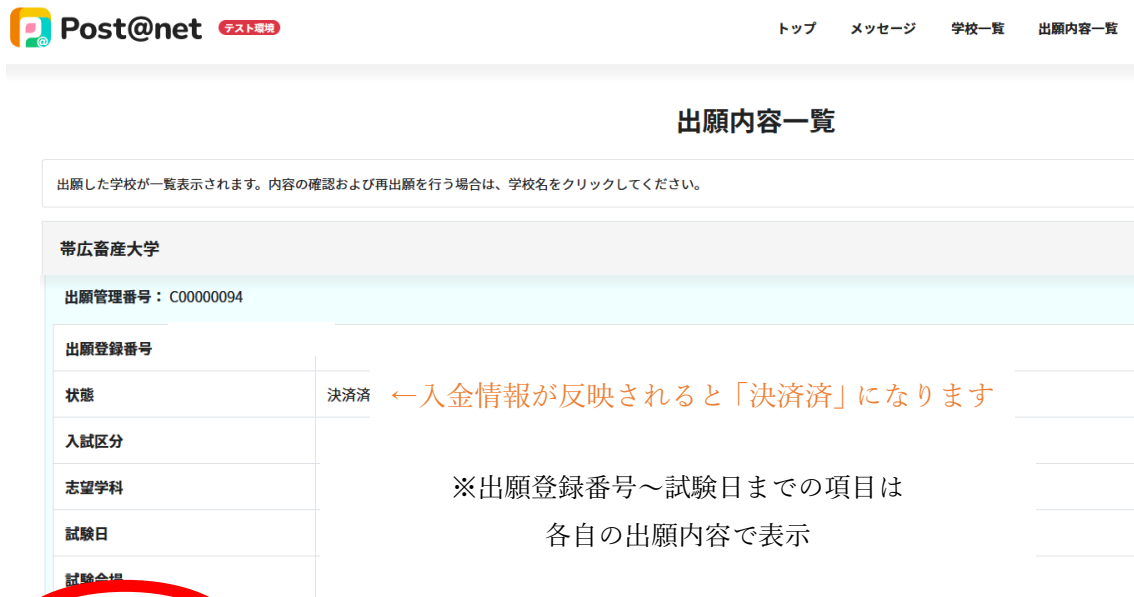 Post@net テスト環境 トップ メッセージ 学校一覧 出願内容一覧
出願内容一覧
出願した学校が一覧表示されます。内容の確認および再出願を行う場合は、学校名をクリックしてください。
帯広畜産大学
出願管理番号： C00000094
出願登録番号
状態 決済済 ←入金情報が反映されると「決済済」になります
入試区分
志望学科 ※出願登録番号～試験日までの項目は
試験日 各自の出願内容で表示
試験会場